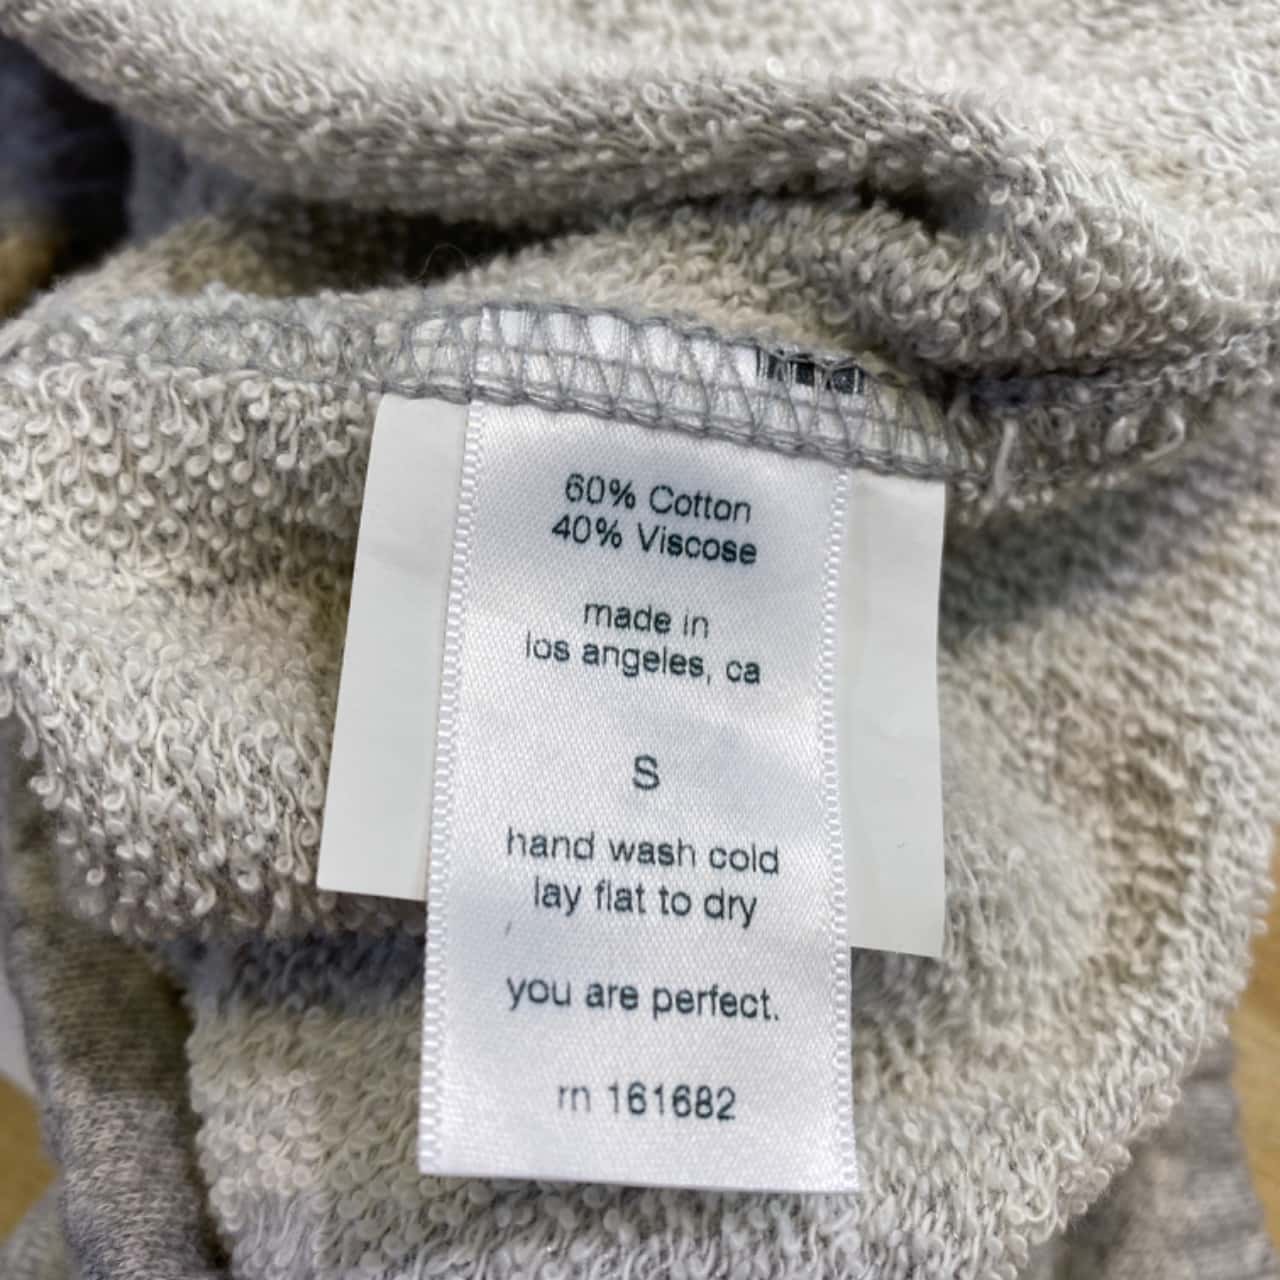 60% Cotton
40% Viscose
made in
los angeles, ca
S
hand wash cold
lay flat to dry
you are perfect.
rn 161682